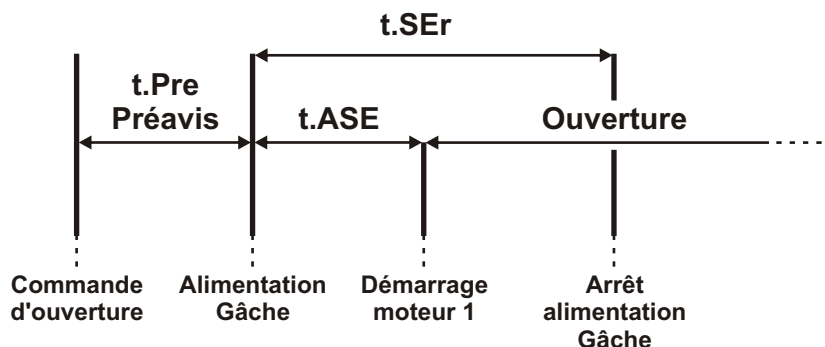 t.SEr
t.Pre
Préavis
t.ASE
Ouverture
Commande
d'ouverture
Alimentation
Gâche
Démarrage
moteur 1
Arrêt
alimentation
Gâche